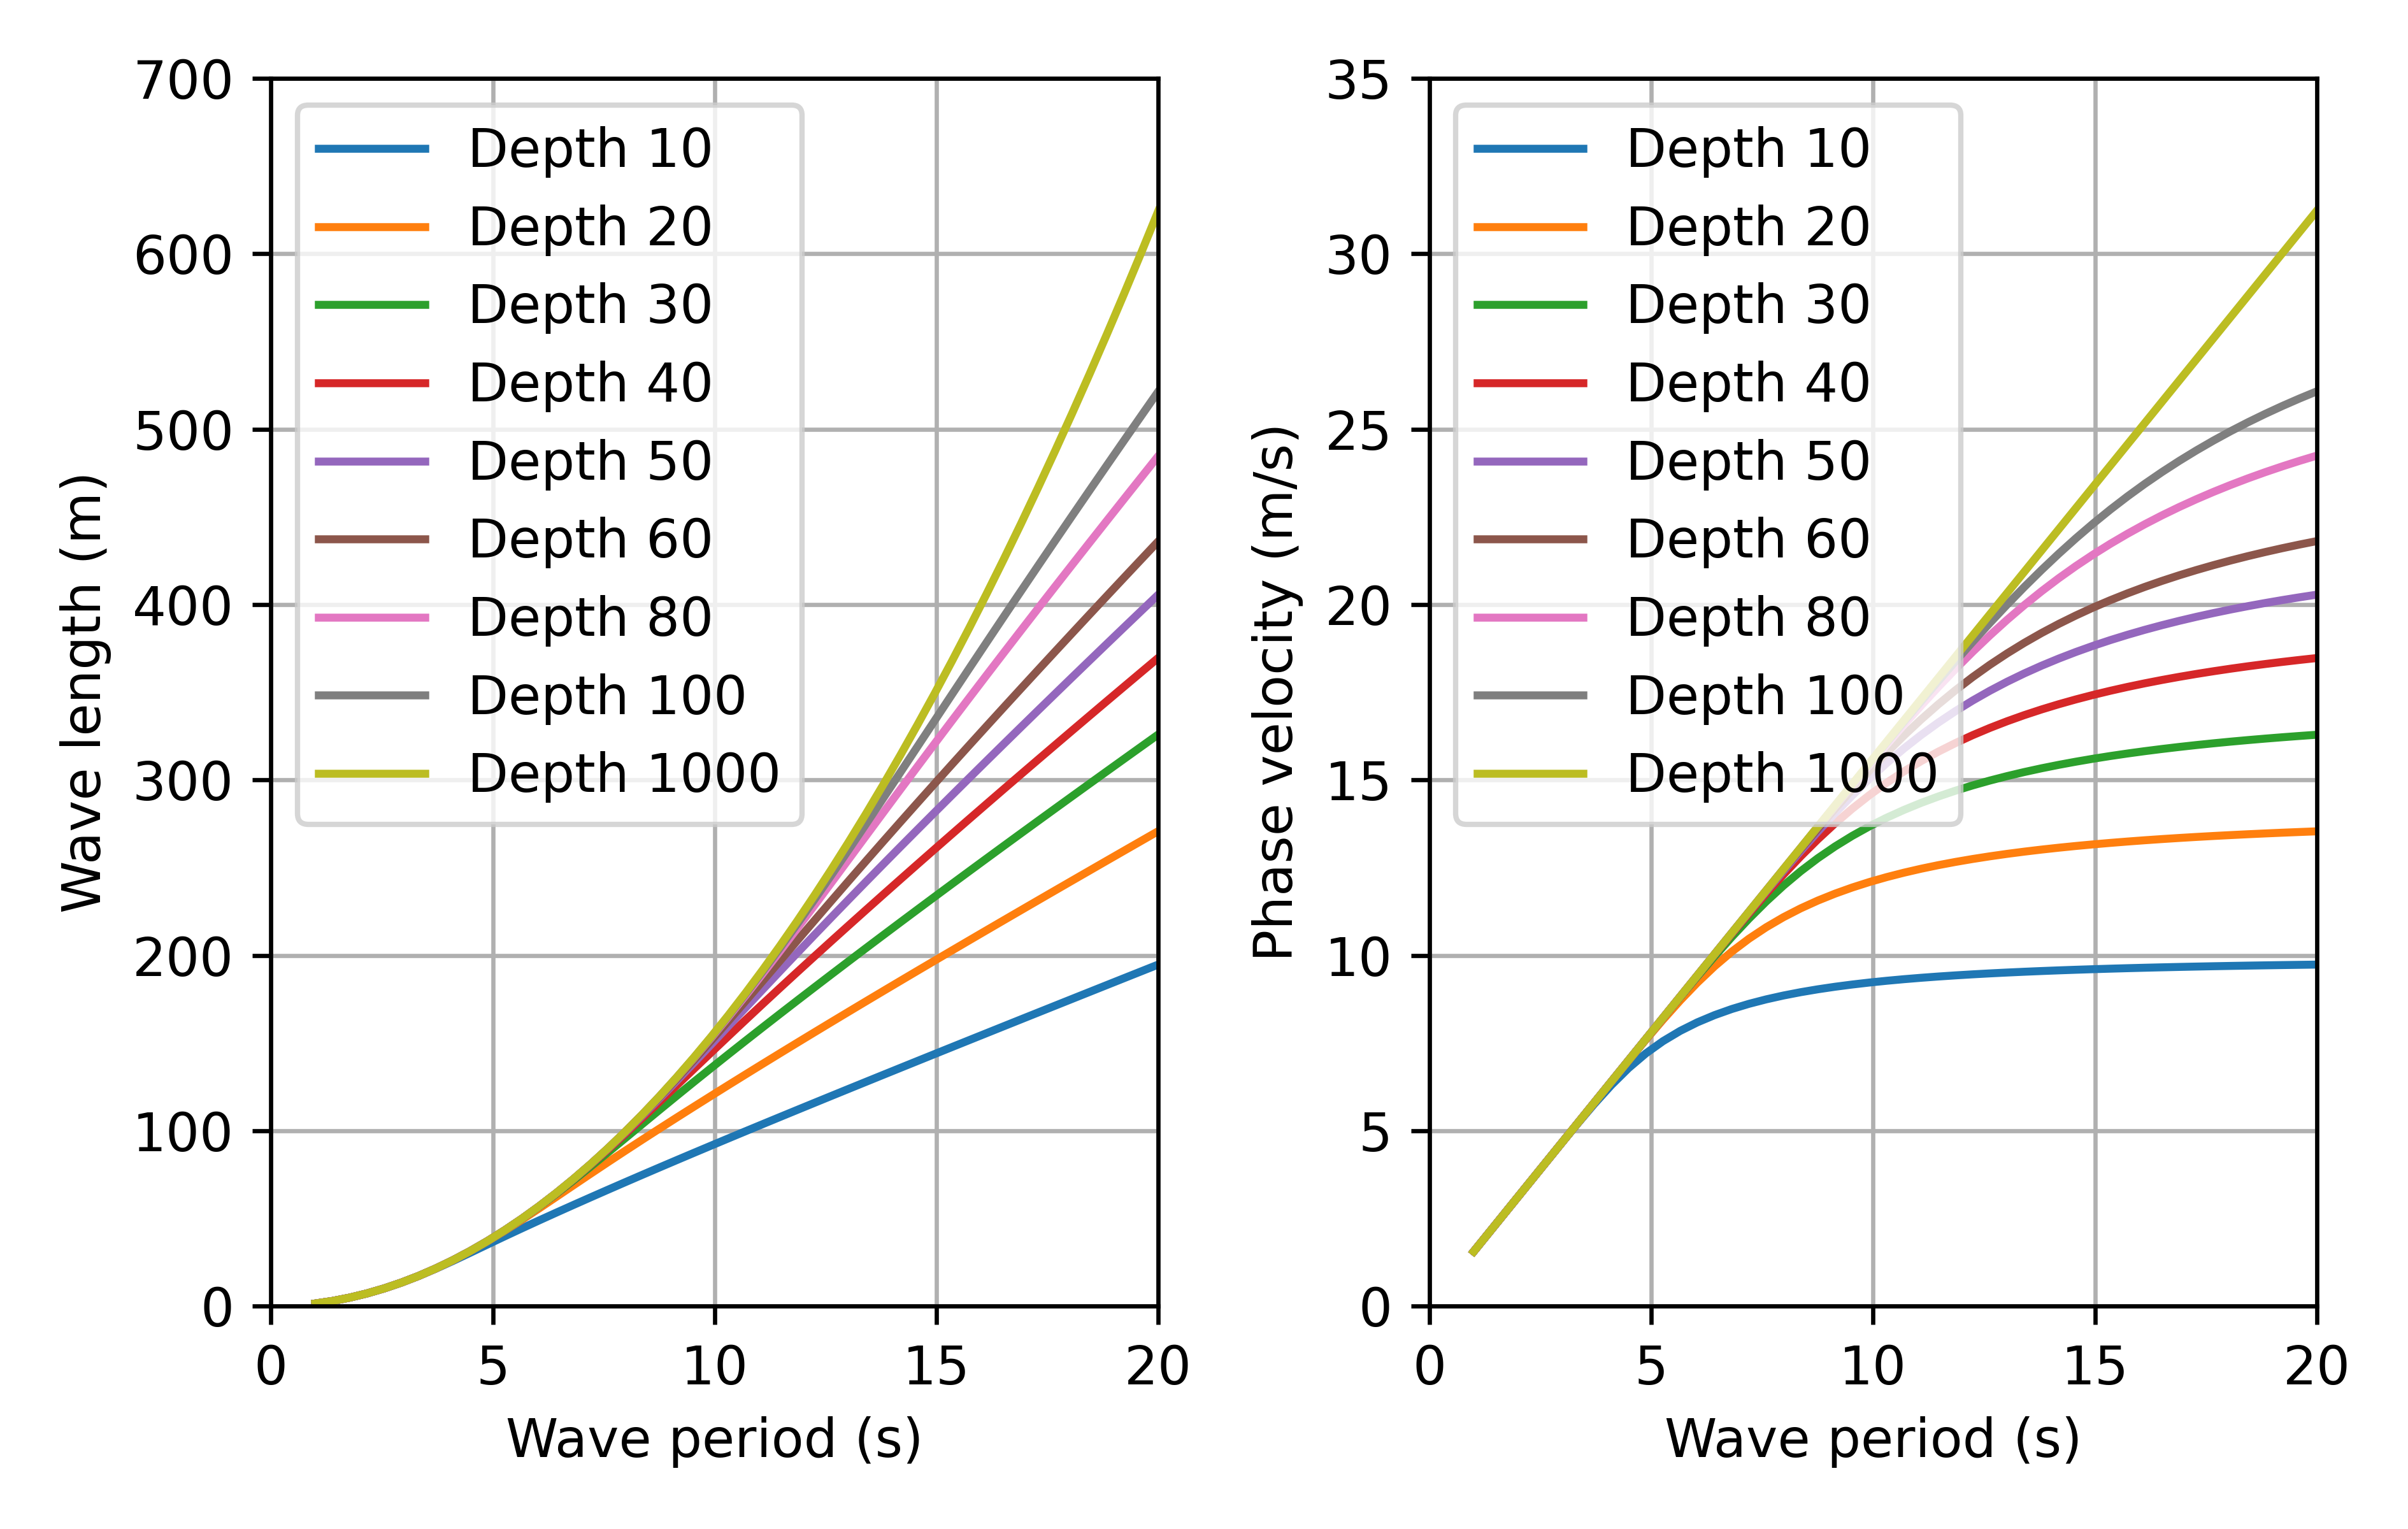 700
600
500
400
300
200
100
0
Wave length (m)
Depth 10
Depth 20
Depth 30
Depth 40
Depth 50
Depth 60
Depth 80
Depth 100
Depth 1000
0 5 10 15 20
Wave period (s)
35
30
25
20
15
10
5
0
Phase velocity (m/s)
Depth 10
Depth 20
Depth 30
Depth 40
Depth 50
Depth 60
Depth 80
Depth 100
Depth 1000
0 5 10 15 20
Wave period (s)